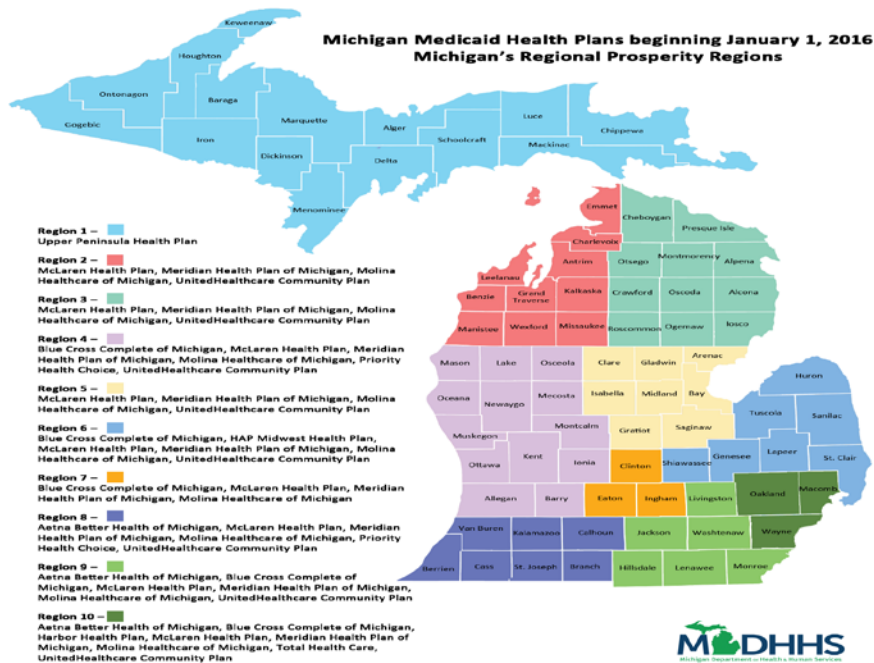 Michigan Medicaid Health Plans beginning January 1, 2016
Michigan's Regional Prosperity Regions
Keweenaw
Houghton
Ontonagon
Baraga
Gogebic
Iron
Marquette
Dickinson
Menominee
Alger
Delta
Schoolcraft
Luce
Chippewa
Mackinac
Region 1 –
Upper Peninsula Health Plan
Region 2 –
McLaren Health Plan, Meridian Health Plan of Michigan, Molina
Healthcare of Michigan, UnitedHealthcare Community Plan
Region 3 –
McLaren Health Plan, Meridian Health Plan of Michigan, Molina
Healthcare of Michigan, UnitedHealthcare Community Plan
Region 4 –
Blue Cross Complete of Michigan, McLaren Health Plan, Meridian
Health Plan of Michigan, Molina Healthcare of Michigan, Priority
Health Choice, UnitedHealthcare Community Plan
Region 5 –
McLaren Health Plan, Meridian Health Plan of Michigan, Molina
Healthcare of Michigan, UnitedHealthcare Community Plan
Region 6 –
Blue Cross Complete of Michigan, HAP Midwest Health Plan,
McLaren Health Plan, Meridian Health Plan of Michigan, Molina
Healthcare of Michigan, UnitedHealthcare Community Plan
Region 7 –
Blue Cross Complete of Michigan, McLaren Health Plan, Meridian
Health Plan of Michigan, Molina Healthcare of Michigan
Region 8 –
Aetna Better Health of Michigan, McLaren Health Plan, Meridian
Health Plan of Michigan, Molina Healthcare of Michigan, Priority
Health Choice, UnitedHealthcare Community Plan
Region 9 –
Aetna Better Health of Michigan, Blue Cross Complete of
Michigan, McLaren Health Plan, Meridian Health Plan of Michigan,
Molina Healthcare of Michigan, UnitedHealthcare Community Plan
Region 10 –
Aetna Better Health of Michigan, Blue Cross Complete of Michigan,
Harbor Health Plan, McLaren Health Plan, Meridian Health Plan of
Michigan, Molina Healthcare of Michigan, Total Health Care,
UnitedHealthcare Community Plan
Emmet
Cheboygan
Presque Isle
Charlevoix
Antrim
Otsego
Montmorency
Alpena
Leelanau
Benzie
Grand
Traverse
Kalkaska
Crawford
Oscoda
Alcona
Manistee
Wexford
Missaukee
Roscommon
Ogemaw
Iosco
Mason
Lake
Osceola
Clare
Gladwin
Arenac
Huron
Oceana
Newaygo
Mecosta
Isabella
Midland
Bay
Tuscola
Sanilac
Muskegon
Montcalm
Gratiot
Saginaw
Ottawa
Kent
Ionia
Clinton
Shiawassee
Genesee
Lapeer
St. Clair
Allegan
Barry
Eaton
Ingham
Livingston
Oakland
Macomb
Van Buren
Kalamazoo
Calhoun
Jackson
Washtenaw
Wayne
Berrien
Cass
St. Joseph
Branch
Hillsdale
Lenawee
Monroe
MDHHS
Michigan Department of Health & Human Services